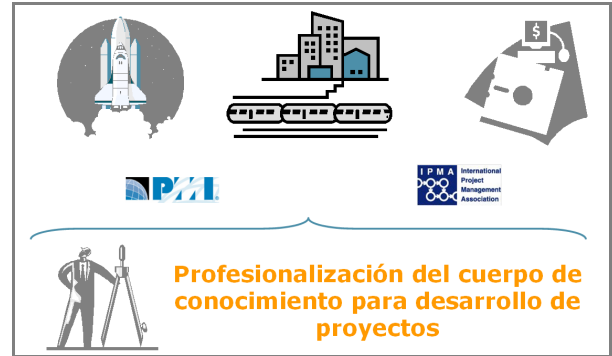 $
PMI
IPMA
International
Project
Management
Association
Profesionalización del cuerpo de
conocimiento para desarrollo de
proyectos